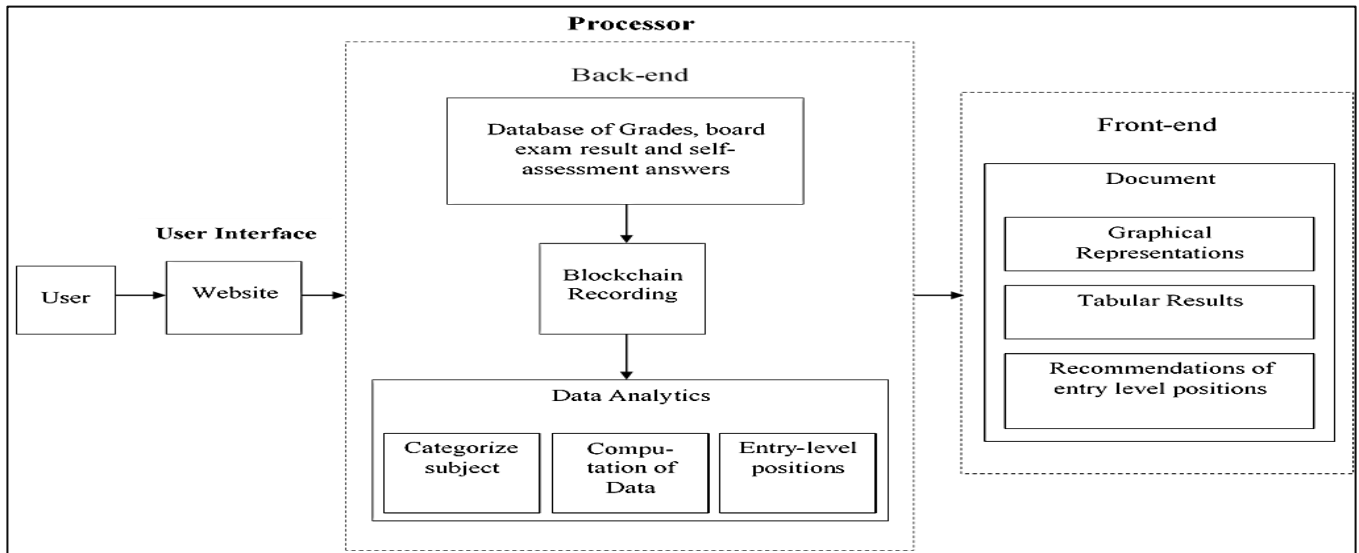 Processor
Back-end
Database of Grades, board
exam result and self-
assessment answers
User Interface
User
Website
Blockchain
Recording
Data Analytics
Categorize
subject
Compu-
tation of
Data
Entry-level
positions
Front-end
Document
Graphical
Representations
Tabular Results
Recommendations of
entry level positions